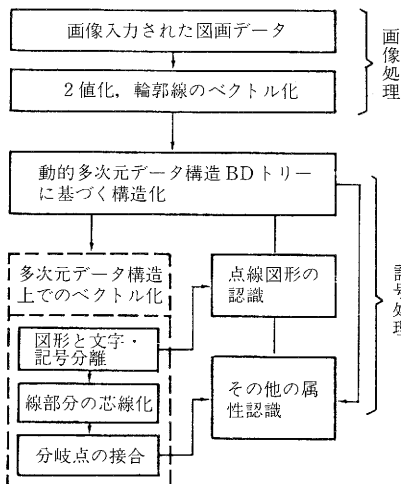 画像入力された図画データ
2値化,輪郭線のベクトル化
画像処理
動的多次元データ構造BDトリー
に基づく構造化
多次元データ構造
上でのベクトル化
図形と文字・
記号分離
線部分の芯線化
分岐点の接合
点線図形の
認識
その他の属
性認識
記号処理